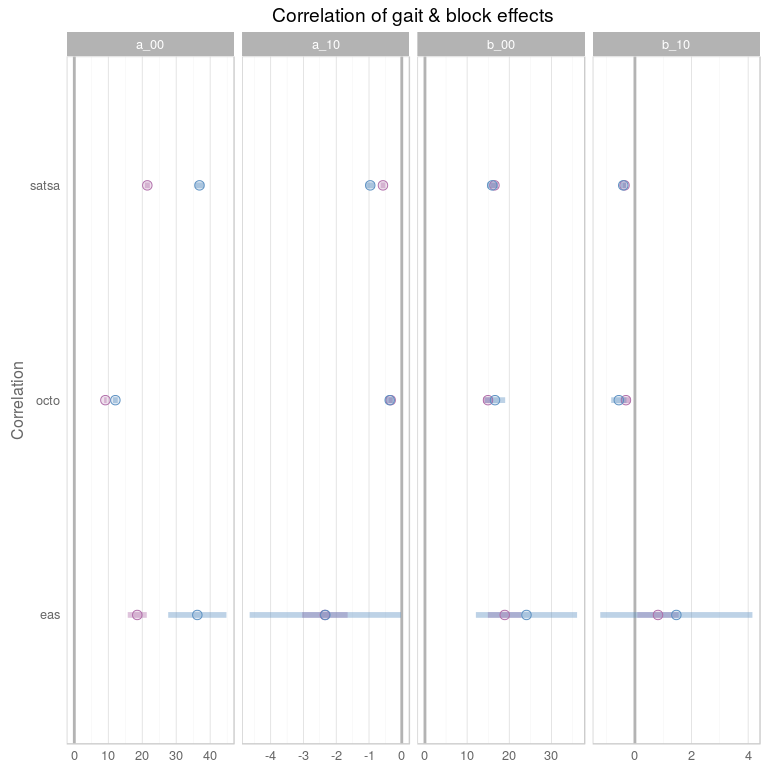 Correlation of gait & block effects
a_00 a_10 b_00 b_10
Correlation
satsa
octo
eas
0 10 20 30 40 -4 -3 -2 -1 0 0 10 20 30 0 2 4